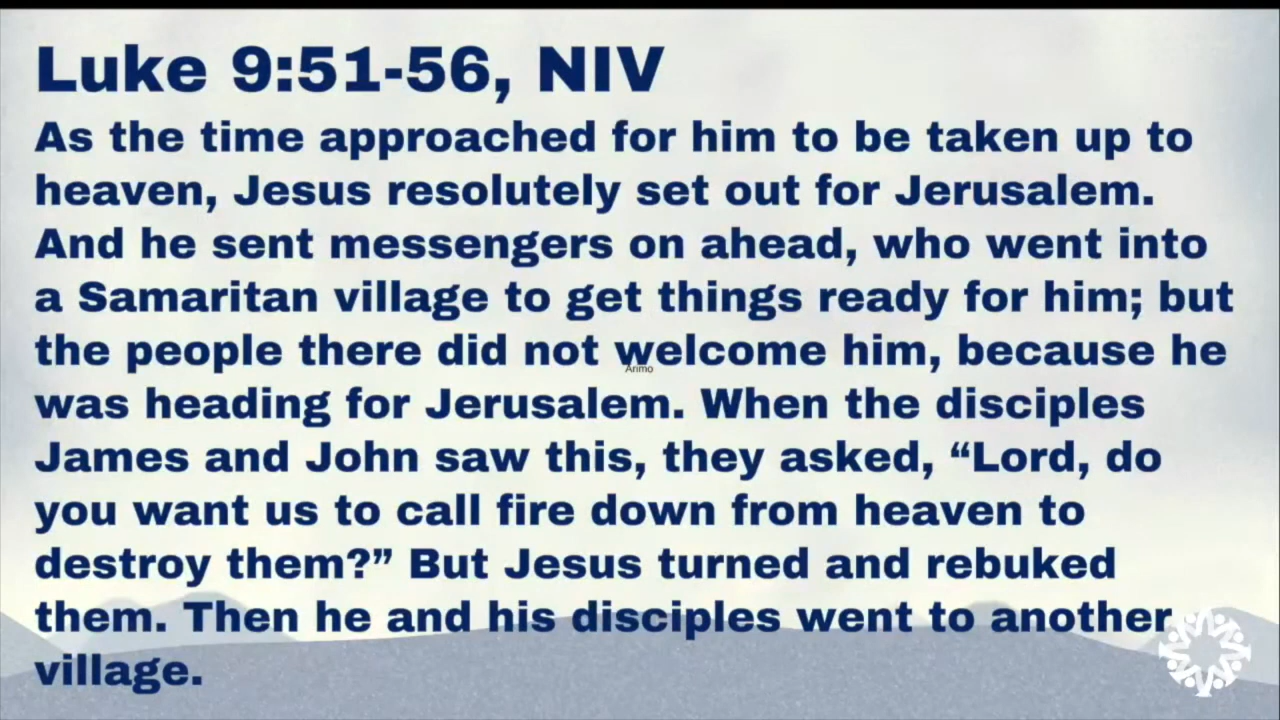 Luke 9:51-56, NIV
As the time approached for him to be taken up to
heaven, Jesus resolutely set out for Jerusalem.
And he sent messengers on ahead, who went into
a Samaritan village to get things ready for him; but
the people there did not welcome him, because he
Arimo
was heading for Jerusalem. When the disciples
James and John saw this, they asked, “Lord, do
you want us to call fire down from heaven to
destroy them?” But Jesus turned and rebuked
them. Then he and his disciples went to another
village.